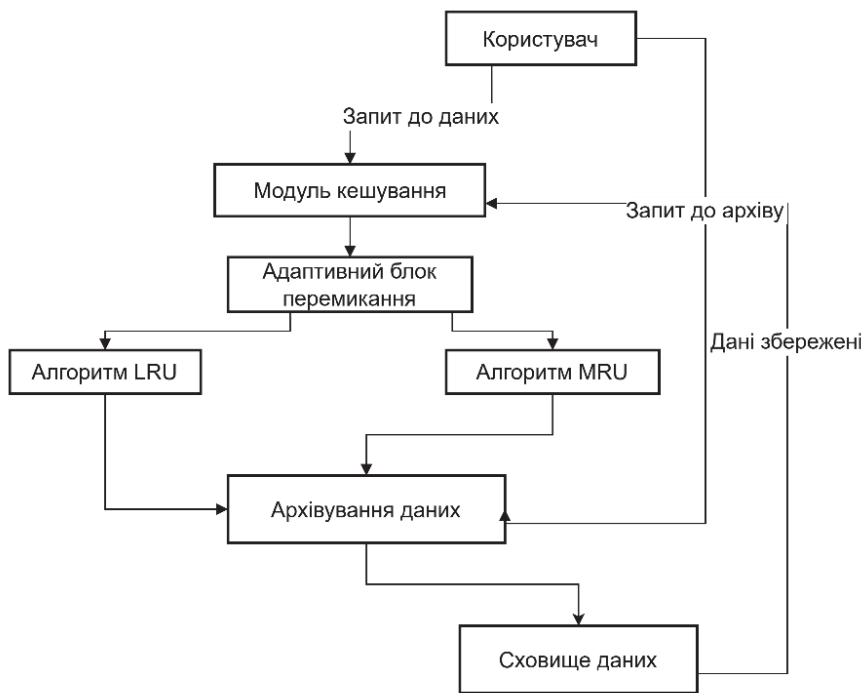 Користувач
Запит до даних
Модуль кешування
Запит до архіву
Адаптивний блок
перемикання
Дані збережені
Алгоритм LRU
Алгоритм MRU
Архівування даних
Сховище даних